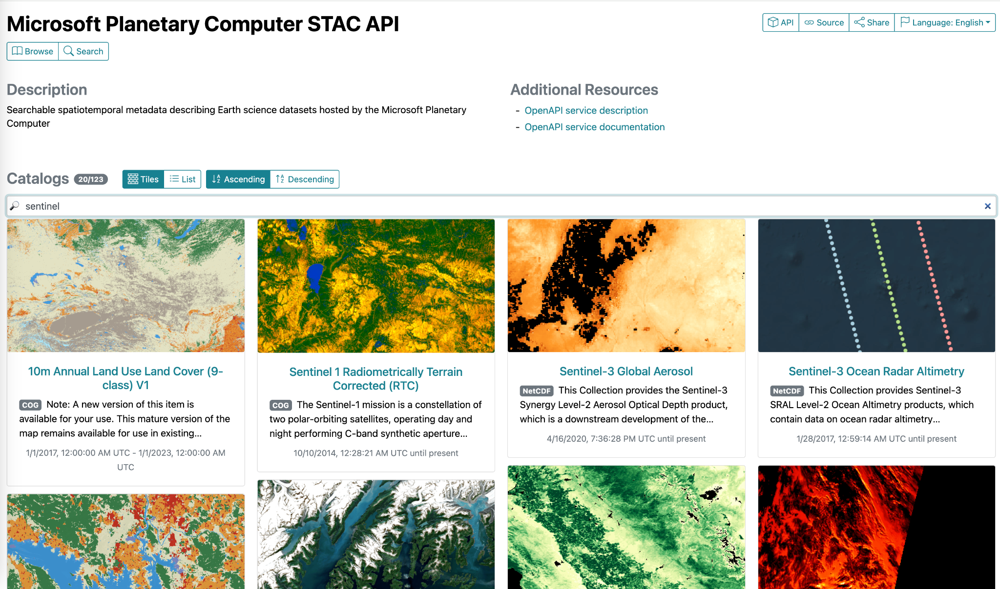 Microsoft Planetary Computer STAC API
API
Source
Share
Language: English
Browse
Search
Description
Searchable spatiotemporal metadata describing Earth science datasets hosted by the Microsoft Planetary
Computer
Additional Resources
- OpenAPI service description
- OpenAPI service documentation
Catalogs 20/123
Tiles
List
Ascending
Descending
sentinel
10m Annual Land Use Land Cover (9-
class) V1
COG Note: A new version of this item is
available for your use. This mature version of the
map remains available for use in existing...
1/1/2017, 12:00:00 AM UTC - 1/1/2023, 12:00:00 AM
UTC
Sentinel 1 Radiometrically Terrain
Corrected (RTC)
COG The Sentinel-1 mission is a constellation of
two polar-orbiting satellites, operating day and
night performing C-band synthetic aperture...
10/10/2014, 12:28:21 AM UTC until present
Sentinel-3 Global Aerosol
NetCDF This Collection provides the Sentinel-3
Synergy Level-2 Aerosol Optical Depth product,
which is a downstream development of the...
4/16/2020, 7:36:28 PM UTC until present
Sentinel-3 Ocean Radar Altimetry
NetCDF This Collection provides Sentinel-3
SRAL Level-2 Ocean Altimetry products, which
contain data on ocean radar altimetry...
1/28/2017, 12:59:14 AM UTC until present